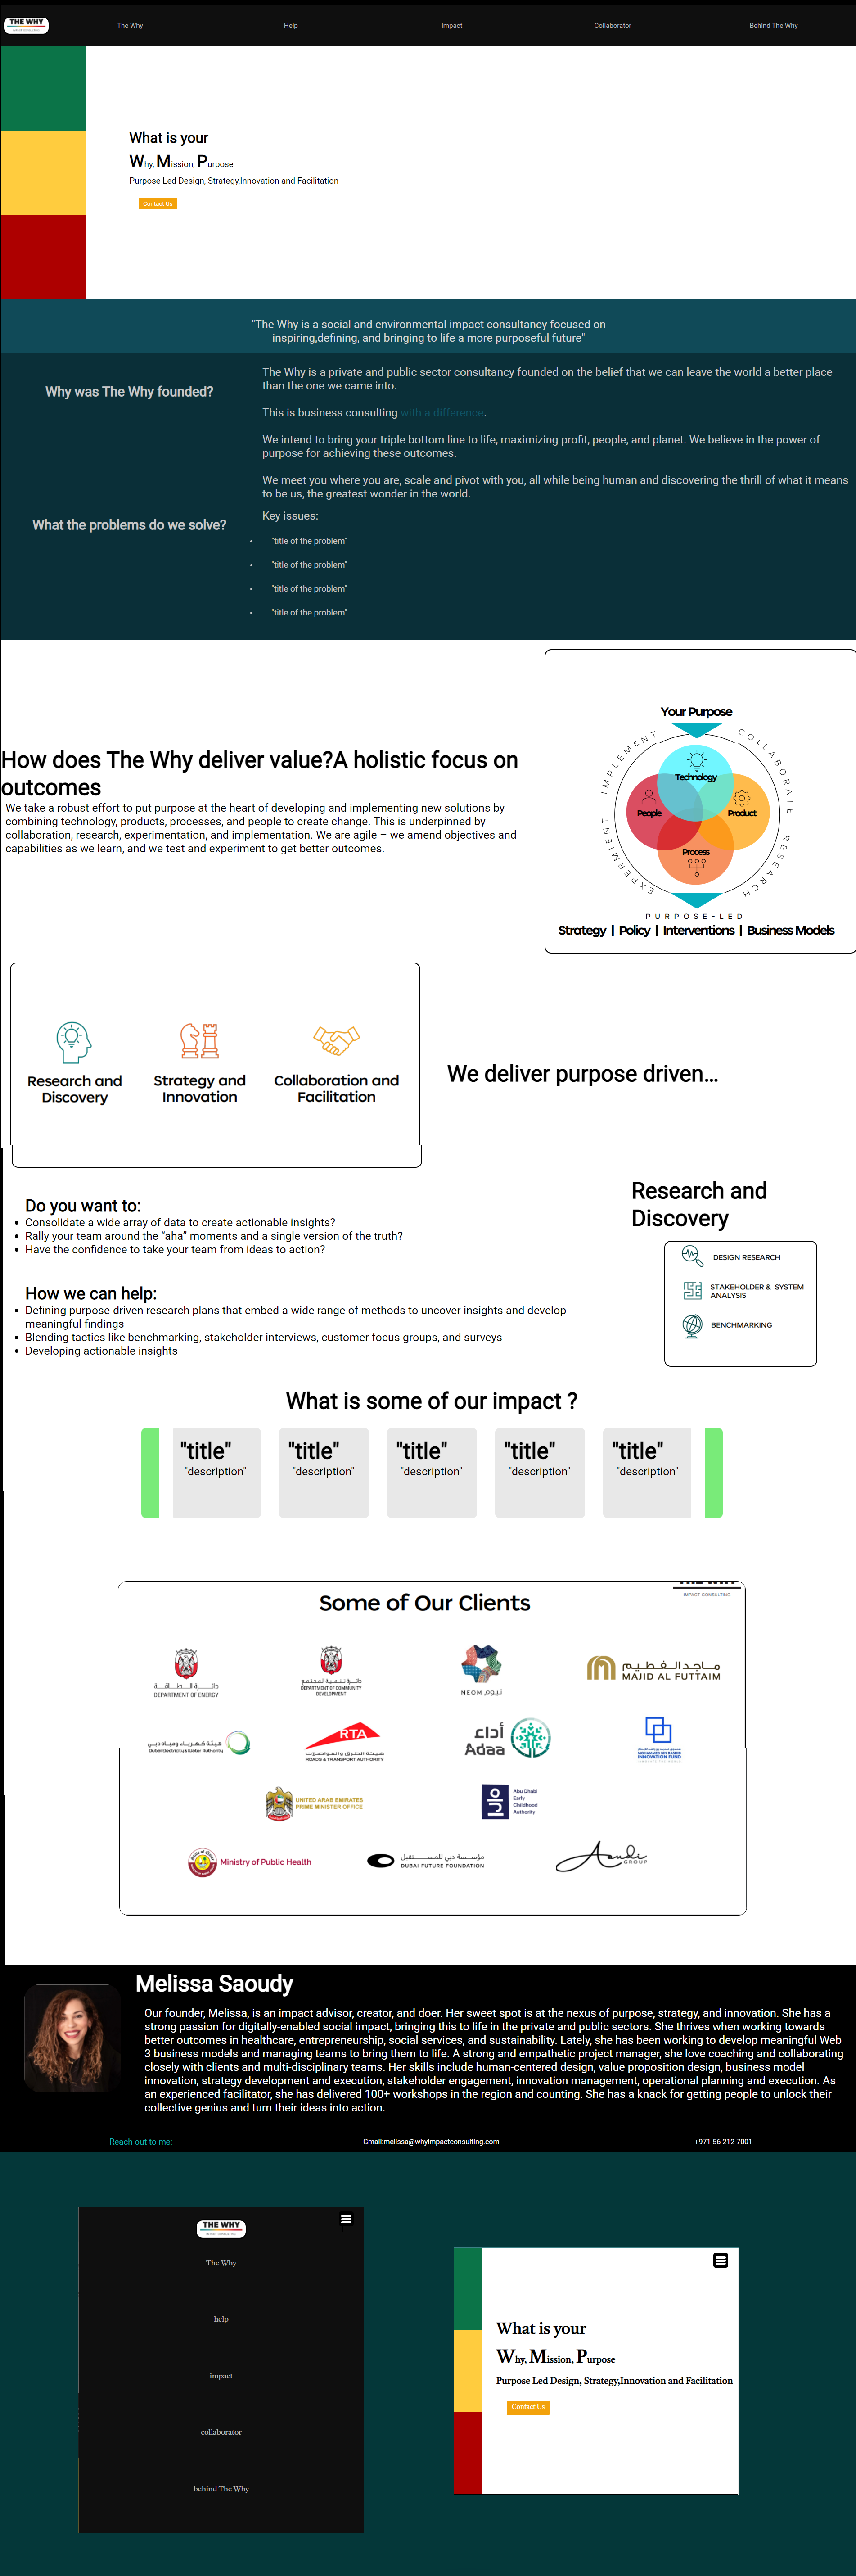 THE WHY
IMPACT CONSULTING
The Why
Help
Impact
Collaborator
Behind The Why
What is your
Why, Mission, Purpose
Purpose Led Design, Strategy,Innovation and Facilitation
Contact Us
"The Why is a social and environmental impact consultancy focused on
inspiring,defining, and bringing to life a more purposeful future"
Why was The Why founded?
The Why is a private and public sector consultancy founded on the belief that we can leave the world a better place
than the one we came into.
This is business consulting with a difference.
We intend to bring your triple bottom line to life, maximizing profit, people, and planet. We believe in the power of
purpose for achieving these outcomes.
We meet you where you are, scale and pivot with you, all while being human and discovering the thrill of what it means
to be us, the greatest wonder in the world.
What the problems do we solve?
Key issues:
• "title of the problem"
• "title of the problem"
• "title of the problem"
• "title of the problem"
How does The Why deliver value?A holistic focus on
outcomes
We take a robust effort to put purpose at the heart of developing and implementing new solutions by
combining technology, products, processes, and people to create change. This is underpinned by
collaboration, research, experimentation, and implementation. We are agile – we amend objectives and
capabilities as we learn, and we test and experiment to get better outcomes.
Your Purpose
IMPLEMENT
COLLABORATE
Technology
People
Product
Process
EXPERMIENT
RESEARCH
PURPOSE-LED
Strategy | Policy | Interventions | Business Models
Research and
Discovery
Strategy and
Innovation
Collaboration and
Facilitation
We deliver purpose driven...
Do you want to:
• Consolidate a wide array of data to create actionable insights?
• Rally your team around the “aha” moments and a single version of the truth?
• Have the confidence to take your team from ideas to action?
How we can help:
• Defining purpose-driven research plans that embed a wide range of methods to uncover insights and develop
meaningful findings
• Blending tactics like benchmarking, stakeholder interviews, customer focus groups, and surveys
• Developing actionable insights
Research and
Discovery
DESIGN RESEARCH
STAKEHOLDER & SYSTEM
ANALYSIS
BENCHMARKING
What is some of our impact ?
"title"
"description"
"title"
"description"
"title"
"description"
"title"
"description"
"title"
"description"
THE WHY
IMPACT CONSULTING
Some of Our Clients
دائـــرة الـــطـــاقـــة
DEPARTMENT OF ENERGY
دائــرة تـنـمـيـة المـجـتـمـع
DEPARTMENT OF COMMUNITY
DEVELOPMENT
NEOM نيوم
ماجد الفطيم
MAJID AL FUTTAIM
هيئة كهرباء ومياه دبي
Dubai Electricity & Water Authority
RTA
هيئة الطرق والمواصلات
ROADS & TRANSPORT AUTHORITY
أداء
Adaa
MOHAMMED BIN RASHID
INNOVATION FUND
UNITED ARAB EMIRATES
PRIME MINISTER OFFICE
Abu Dhabi
Early
Childhood
Authority
Ministry of Public Health
مؤسسة دبي للمستقبل
DUBAI FUTURE FOUNDATION
Aandi
GROUP
Melissa Saoudy
Our founder, Melissa, is an impact advisor, creator, and doer. Her sweet spot is at the nexus of purpose, strategy, and innovation. She has a
strong passion for digitally-enabled social impact, bringing this to life in the private and public sectors. She thrives when working towards
better outcomes in healthcare, entrepreneurship, social services, and sustainability. Lately, she has been working to develop meaningful Web
3 business models and managing teams to bring them to life. A strong and empathetic project manager, she love coaching and collaborating
closely with clients and multi-disciplinary teams. Her skills include human-centered design, value proposition design, business model
innovation, strategy development and execution, stakeholder engagement, innovation management, operational planning and execution. As
an experienced facilitator, she has delivered 100+ workshops in the region and counting. She has a knack for getting people to unlock their
collective genius and turn their ideas into action.
Reach out to me:
Gmail:melissa@whyimpactconsulting.com
+971 56 212 7001
THE WHY
IMPACT CONSULTING
The Why
help
impact
collaborator
behind The Why
What is your
Why, Mission, Purpose
Purpose Led Design, Strategy,Innovation and Facilitation
Contact Us